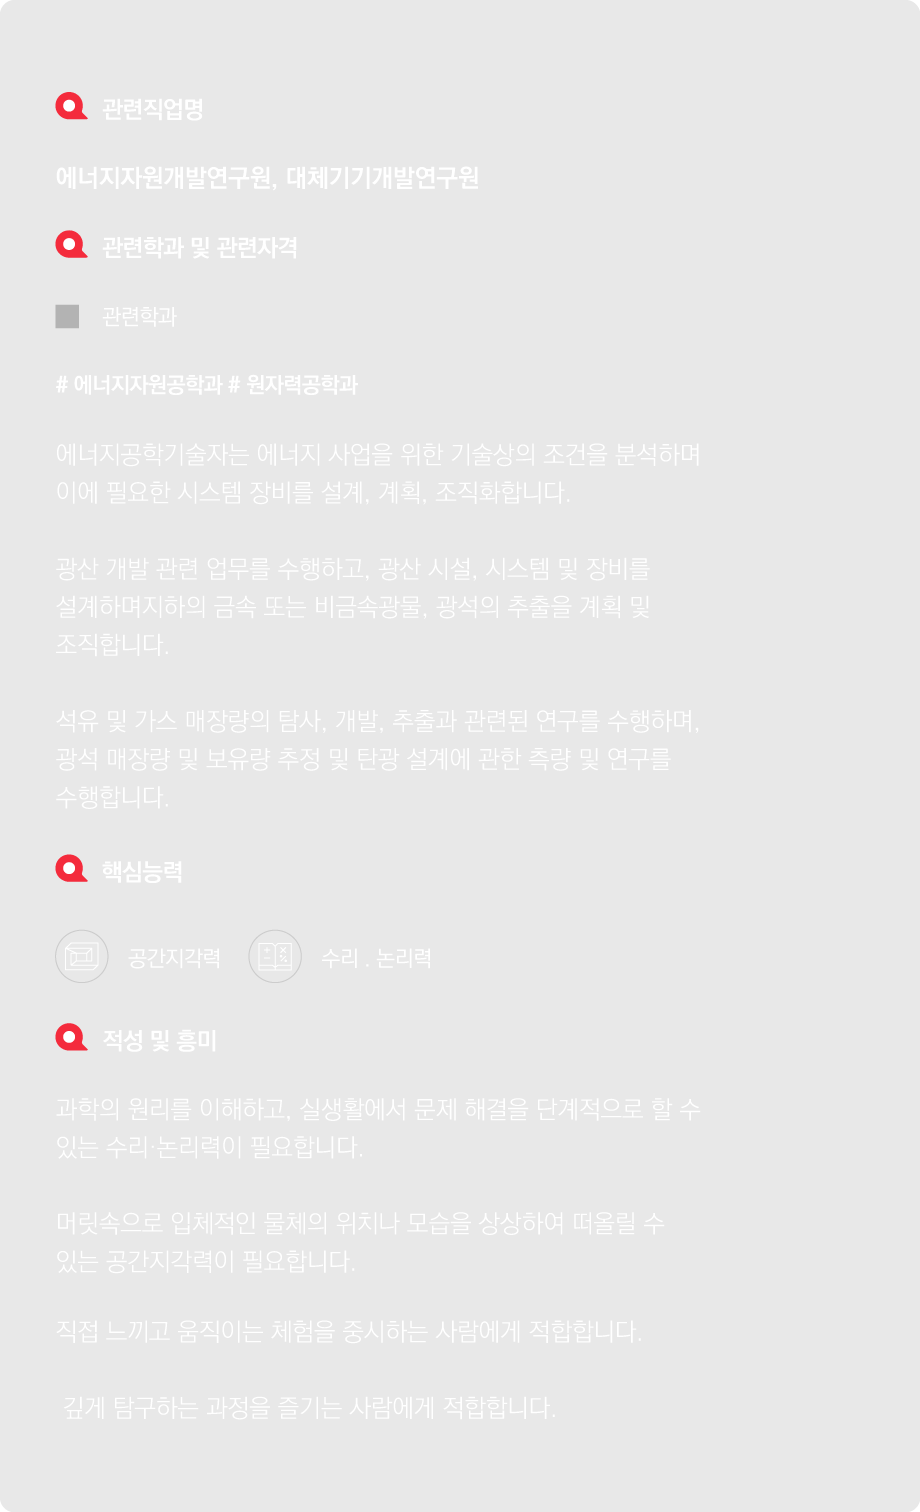 관련직업명
에너지자원개발연구원, 대체기기개발연구원
관련학과 및 관련자격
관련학과
# 에너지자원공학과 # 원자력공학과
에너지공학기술자는 에너지 사업을 위한 기술상의 조건을 분석하며
이에 필요한 시스템 장비를 설계, 계획, 조직화합니다.
광산 개발 관련 업무를 수행하고, 광산 시설, 시스템 및 장비를
설계하며지하의 금속 또는 비금속광물, 광석의 추출을 계획 및
조직합니다.
석유 및 가스 매장량의 탐사, 개발, 추출과 관련된 연구를 수행하며,
광석 매장량 및 보유량 추정 및 탄광 설계에 관한 측량 및 연구를
수행합니다.
핵심능력
공간지각력 수리 . 논리력
적성 및 흥미
과학의 원리를 이해하고, 실생활에서 문제 해결을 단계적으로 할 수
있는 수리·논리력이 필요합니다.
머릿속으로 입체적인 물체의 위치나 모습을 상상하여 떠올릴 수
있는 공간지각력이 필요합니다.
직접 느끼고 움직이는 체험을 중시하는 사람에게 적합합니다.
깊게 탐구하는 과정을 즐기는 사람에게 적합합니다.